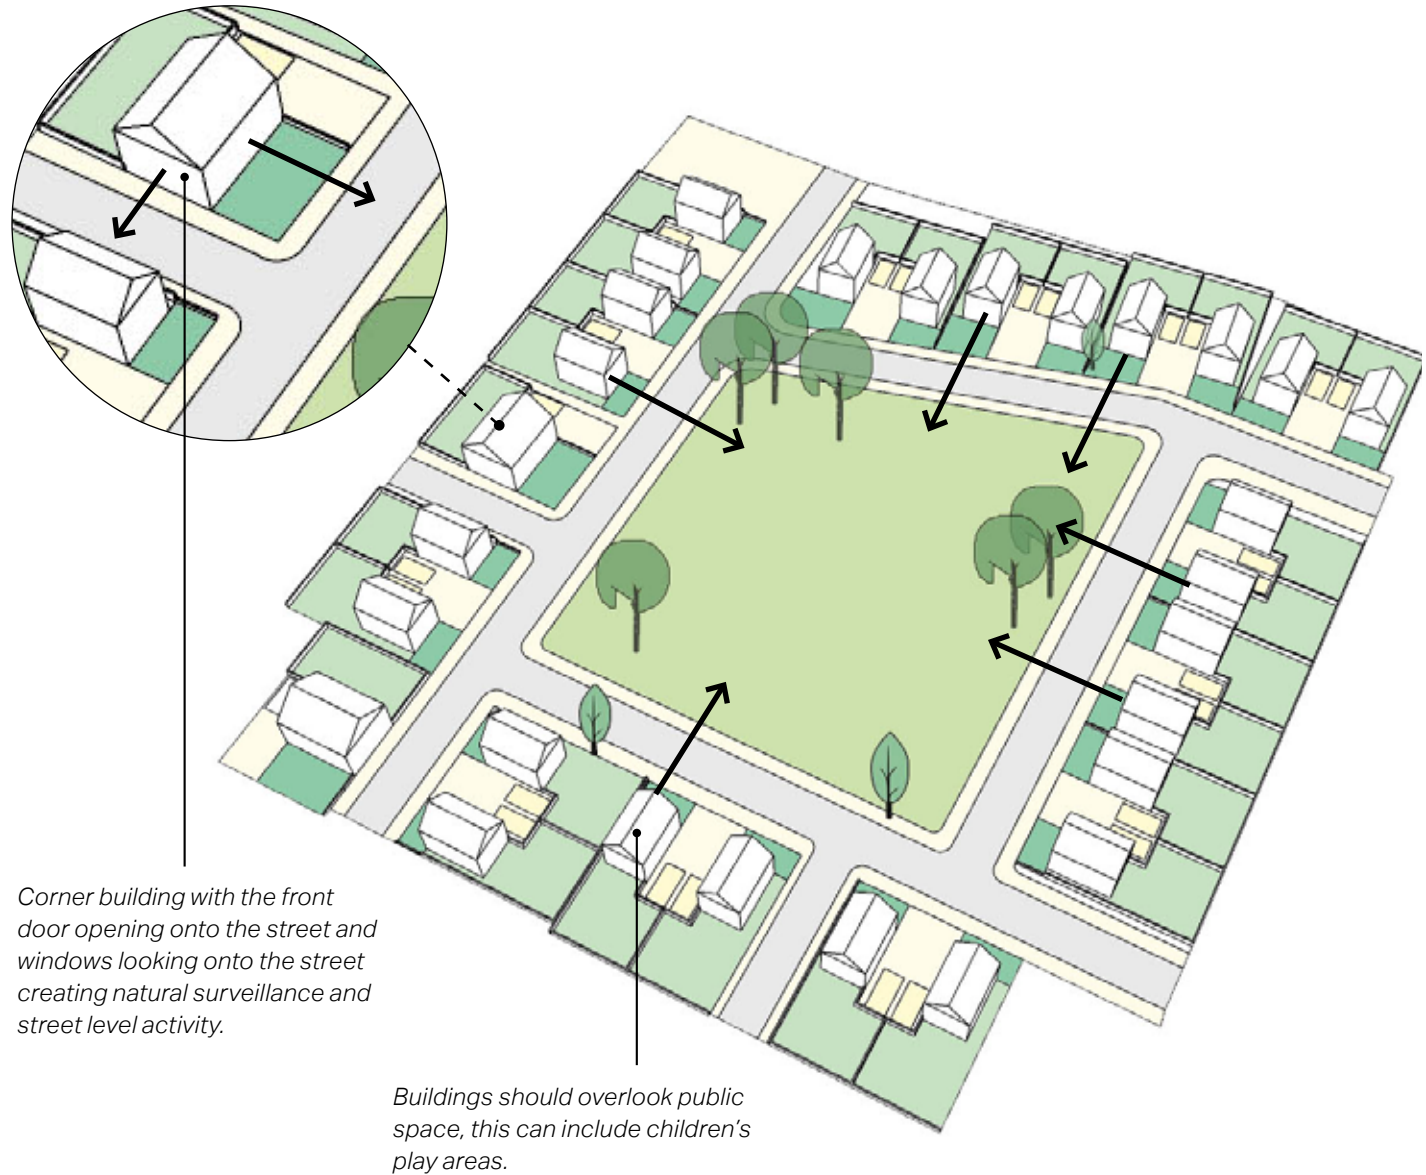 Corner building with the front
door opening onto the street and
windows looking onto the street
creating natural surveillance and
street level activity.
Buildings should overlook public
space, this can include children's
play areas.